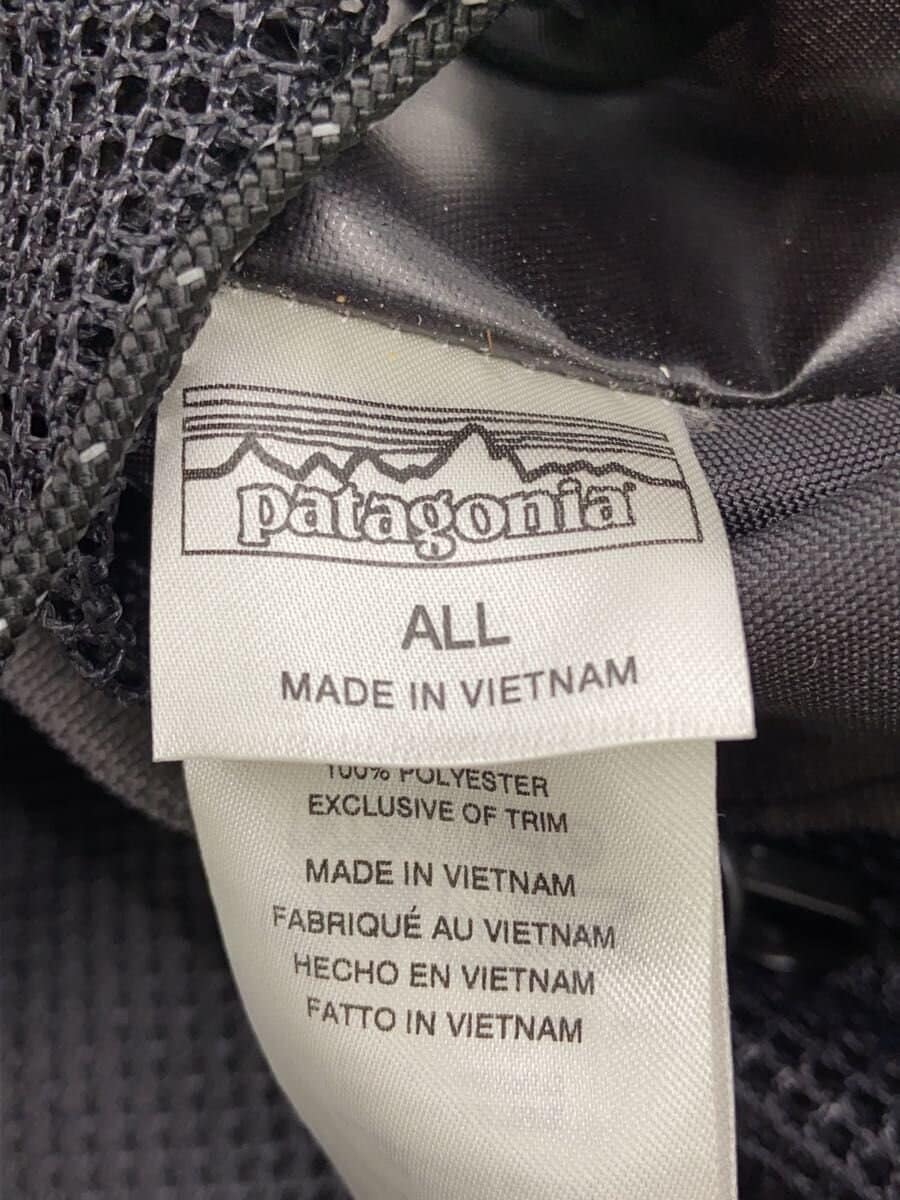 patagonia
ALL
MADE IN VIETNAM
100% POLYESTER
EXCLUSIVE OF TRIM
MADE IN VIETNAM
FABRIQUÉ AU VIETNAM
HECHO EN VIETNAM
FATTO IN VIETNAM